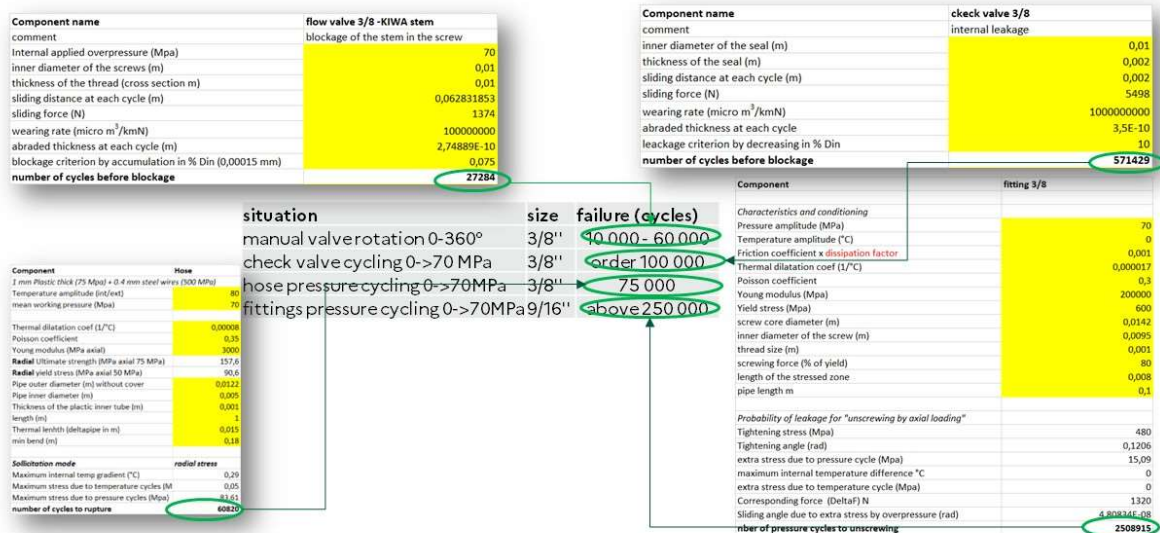 Component name flow valve 3/8 -KIWA stem
comment blockage of the stem in the screw
Internal applied overpressure (Mpa) 70
inner diameter of the screws (m) 0,01
thickness of the thread (cross section m) 0,01
sliding distance at each cycle (m) 0,062831853
sliding force (N) 1374
wearing rate (micro m³/kmN) 100000000
abraded thickness at each cycle (m) 2,74889E-10
blockage criterion by accumulation in % Din (0,00015 mm) 0,075
number of cycles before blockage 27284
Component name ckeck valve 3/8
comment internal leakage
inner diameter of the seal (m) 0,01
thickness of the seal (m) 0,002
sliding distance at each cycle (m) 0,002
sliding force (N) 5498
wearing rate (micro m³/kmN) 1000000000
abraded thickness at each cycle 3,5E-10
leackage criterion by decreasing in % Din 10
number of cycles before blockage 571429
situation size failure (cycles)
manual valve rotation 0-360° 3/8'' 10 000 - 60 000
check valve cycling 0->70 MPa 3/8'' order 100 000
hose pressure cycling 0->70MPa 3/8'' 75 000
fittings pressure cycling 0->70MPa 9/16'' above 250 000
Component Hose
1 mm Plastic thick (75 Mpa) + 0.4 mm steel wires (500 MPa)
Temperature amplitude (int/ext) 80
mean working pressure (Mpa) 70
Thermal dilatation coef (1/°C) 0,00008
Poisson coefficient 0,35
Young modulus (MPa axial) 3000
Radial Ultimate strength (MPa axial 75 MPa) 157,6
Radial yield stress (MPa axial 50 MPa) 90,6
Pipe outer diameter (m) without cover 0,0122
Pipe inner diameter (m) 0,005
Thickness of the plactic inner tube (m) 0,001
length (m) 1
Thermal lenhth (deltapipe in m) 0,015
min bend (m) 0,18
Sollicitation mode radial stress
Maximum internal temp gradient (°C) 0,29
Maximum stress due to temperature cycles (M 0,05
Maximum stress due to pressure cycles (Mpa) 83,61
number of cycles to rupture 60820
Component fitting 3/8
Characteristics and conditioning
Pressure amplitude (MPa) 70
Temperature amplitude (°C) 0
Friction coefficient x dissipation factor 0,001
Thermal dilatation coef (1/°C) 0,000017
Poisson coefficient 0,3
Young modulus (Mpa) 200000
Yield stress (Mpa) 600
screw core diameter (m) 0,0142
inner diameter of the screw (m) 0,0095
thread size (m) 0,001
screwing force (% of yield) 80
length of the stressed zone 0,008
pipe length m 0,1
Probability of leakage for "unscrewing by axial loading"
Tightening stress (Mpa) 480
Tightening angle (rad) 0,1206
extra stress due to pressure cycle (Mpa) 15,09
maximum internal temperature difference °C 0
extra stress due to temperature cycle (Mpa) 0
Corresponding force (DeltaF) N 1320
Sliding angle due to extra stress by overpressure (rad) 4,80834E-08
nber of pressure cycles to unscrewing 2508915